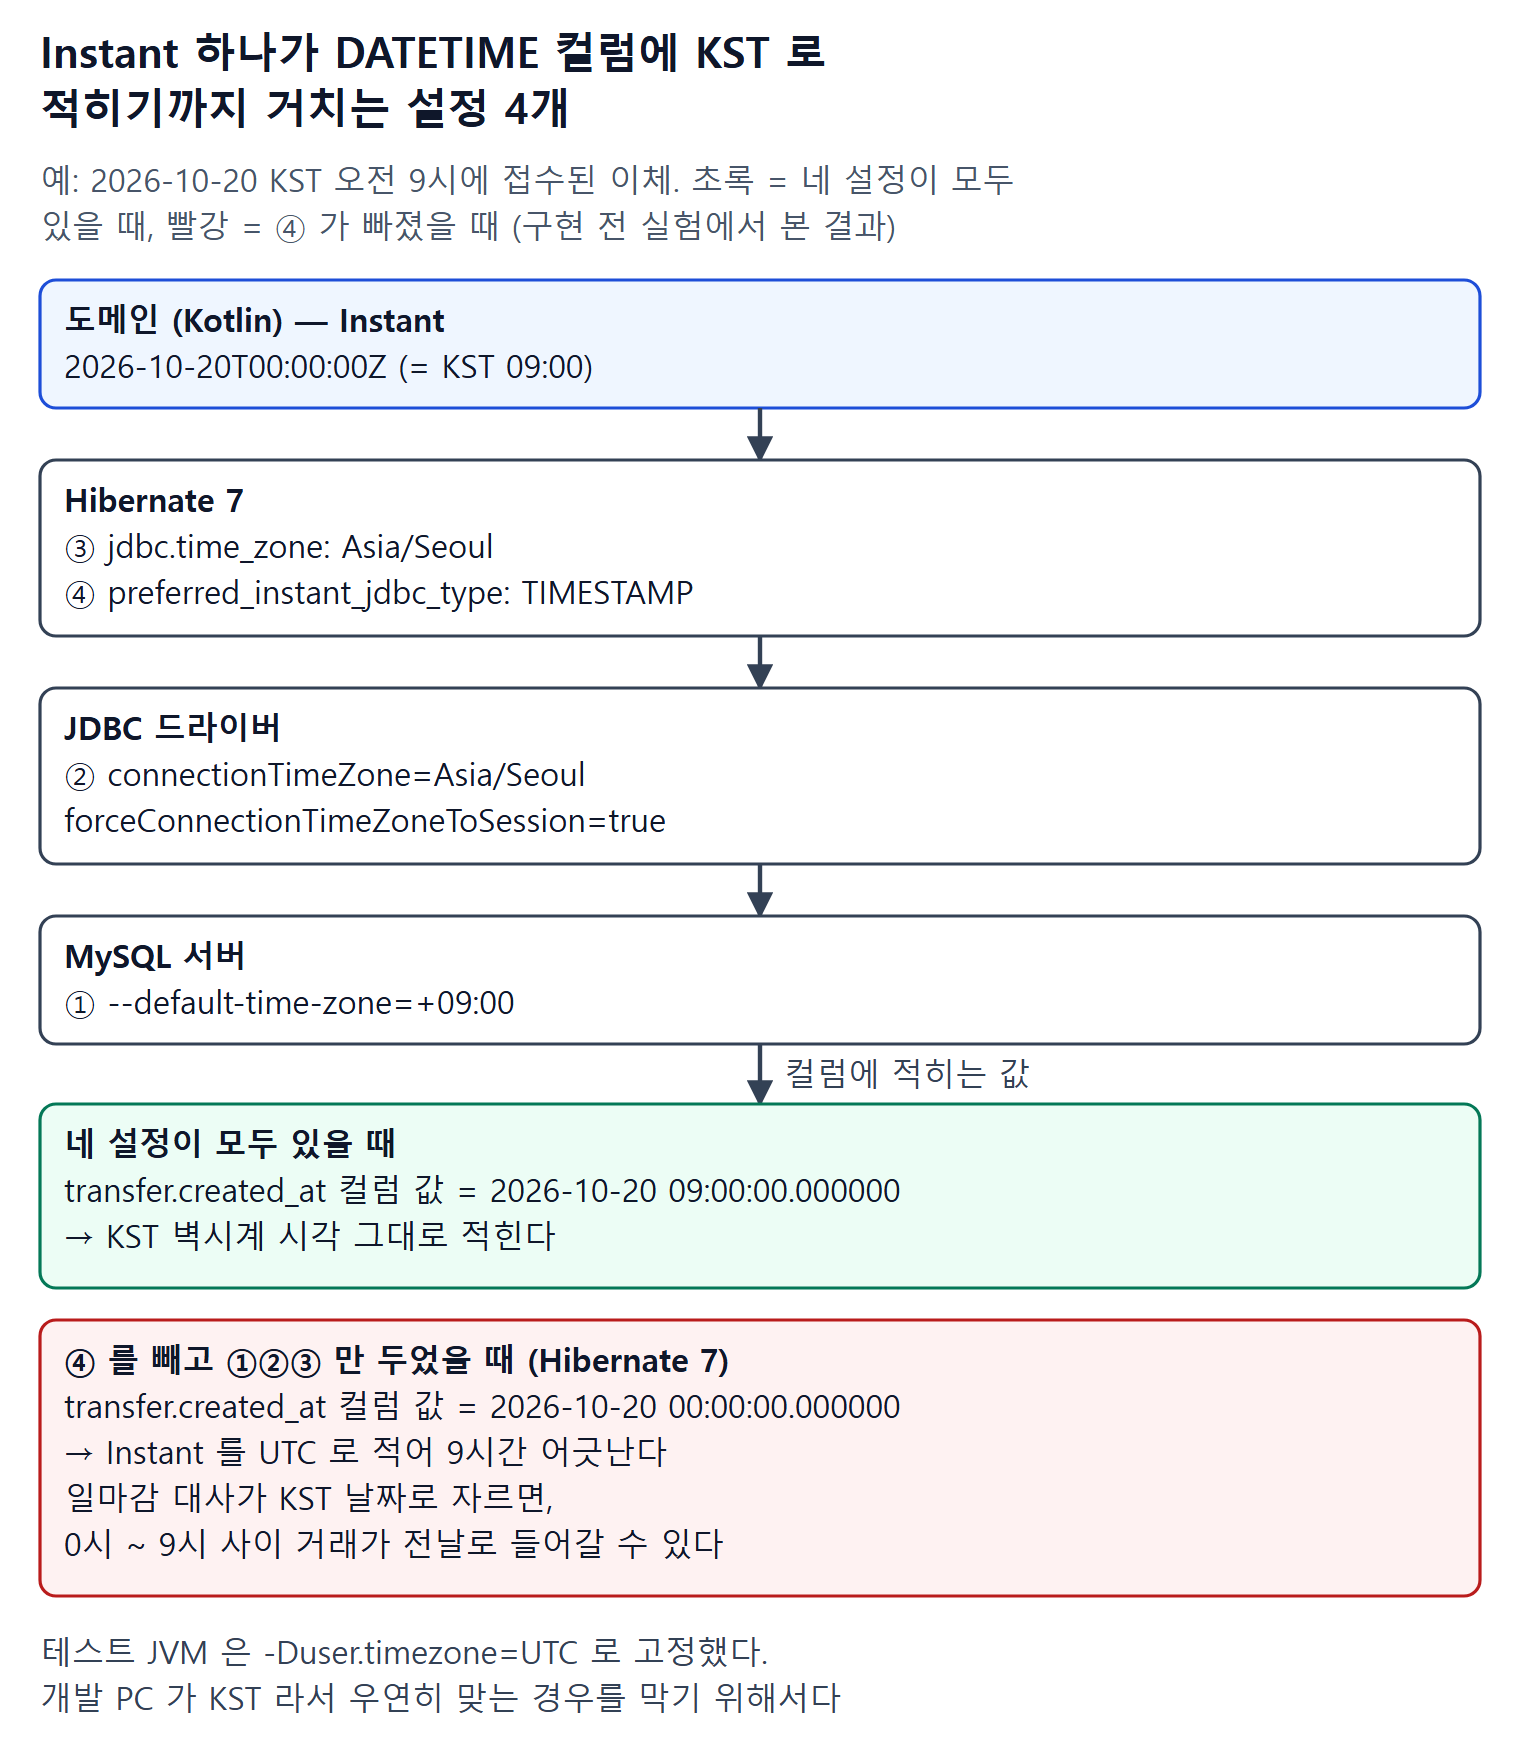 Instant 하나가 DATETIME 컬럼에 KST 로
적히기까지 거치는 설정 4개
예: 2026-10-20 KST 오전 9시에 접수된 이체. 초록 = 네 설정이 모두
있을 때, 빨강 = ④ 가 빠졌을 때 (구현 전 실험에서 본 결과)
도메인 (Kotlin) — Instant
2026-10-20T00:00:00Z (= KST 09:00)
Hibernate 7
③ jdbc.time_zone: Asia/Seoul
④ preferred_instant_jdbc_type: TIMESTAMP
JDBC 드라이버
② connectionTimeZone=Asia/Seoul
forceConnectionTimeZoneToSession=true
MySQL 서버
① --default-time-zone=+09:00
컬럼에 적히는 값
네 설정이 모두 있을 때
transfer.created_at 컬럼 값 = 2026-10-20 09:00:00.000000
→ KST 벽시계 시각 그대로 적힌다
④ 를 빼고 ①②③ 만 두었을 때 (Hibernate 7)
transfer.created_at 컬럼 값 = 2026-10-20 00:00:00.000000
→ Instant 를 UTC 로 적어 9시간 어긋난다
일마감 대사가 KST 날짜로 자르면,
0시 ~ 9시 사이 거래가 전날로 들어갈 수 있다
테스트 JVM 은 -Duser.timezone=UTC 로 고정했다.
개발 PC 가 KST 라서 우연히 맞는 경우를 막기 위해서다